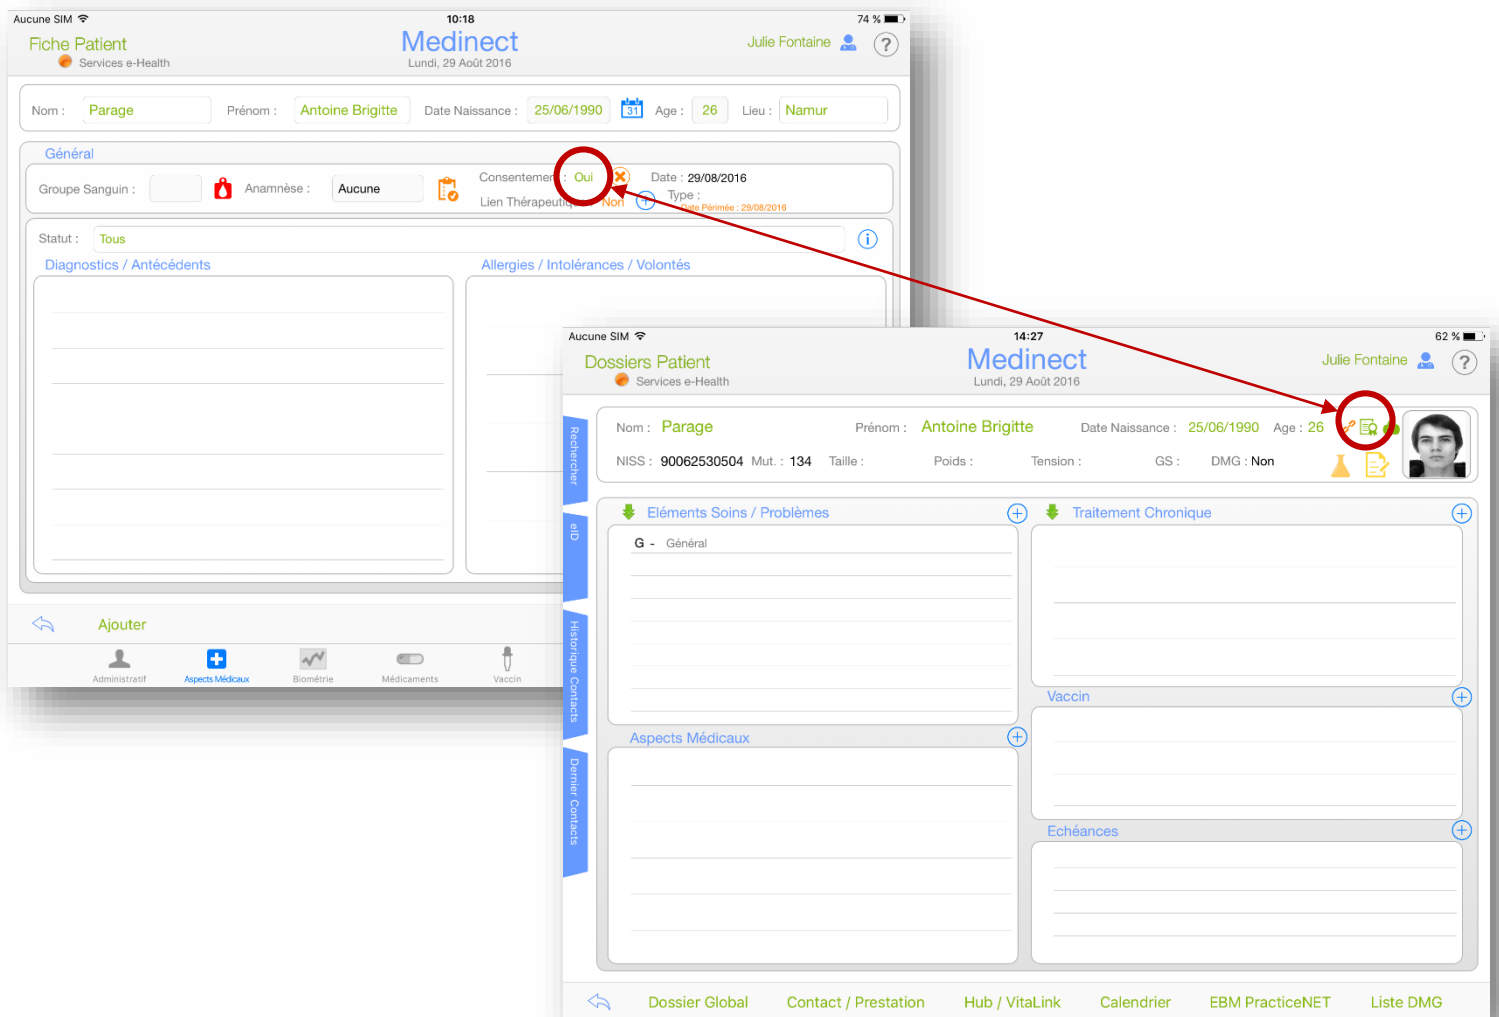 Aucune SIM 10:18 74 %
Fiche Patient Medinect Julie Fontaine ?
Services e-Health Lundi, 29 Août 2016
Nom : Parage Prénom : Antoine Brigitte Date Naissance : 25/06/1990 31 Age : 26 Lieu : Namur
Général
Groupe Sanguin : Anamnèse : Aucune
Consentement : Oui Date : 29/08/2016
Lien Thérapeutique Non Type :
Date Périmée : 29/08/2016
Statut : Tous i
Diagnostics / Antécédents Allergies / Intolérances / Volontés
Ajouter
Administratif Aspects Médicaux Biométrie Médicaments Vaccin
Aucune SIM 14:27 62 %
Dossiers Patient Medinect Julie Fontaine ?
Services e-Health Lundi, 29 Août 2016
Rechercher
eID
Historique Contacts
Dernier Contacts
Nom : Parage Prénom : Antoine Brigitte Date Naissance : 25/06/1990 Age : 26
NISS : 90062530504 Mut. : 134 Taille : Poids : Tension : GS : DMG : Non
Eléments Soins / Problèmes Traitement Chronique
G - Général
Vaccin
Aspects Médicaux
Echéances
Dossier Global Contact / Prestation Hub / VitaLink Calendrier EBM PracticeNET Liste DMG